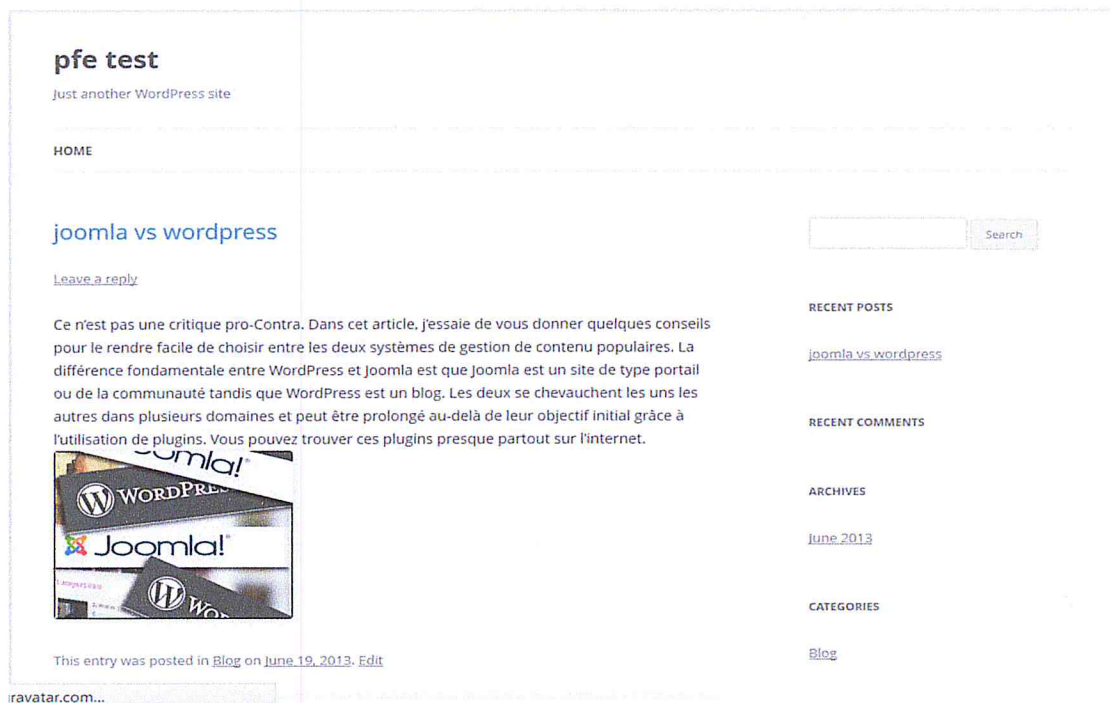 pfe test
Just another WordPress site
HOME
joomla vs wordpress
Leave a reply
Ce n'est pas une critique pro-Contra. Dans cet article, j'essaie de vous donner quelques conseils
pour le rendre facile de choisir entre les deux systèmes de gestion de contenu populaires. La
différence fondamentale entre WordPress et Joomla est que Joomla est un site de type portail
ou de la communauté tandis que WordPress est un blog. Les deux se chevauchent les uns les
autres dans plusieurs domaines et peut être prolongé au-delà de leur objectif initial grâce à
l'utilisation de plugins. Vous pouvez trouver ces plugins presque partout sur l'internet.
Joomla!
WORDPRES
Joomla!
WO
This entry was posted in Blog on June 19, 2013. Edit
ravatar.com...
Search
RECENT POSTS
joomla vs wordpress
RECENT COMMENTS
ARCHIVES
June 2013
CATEGORIES
Blog